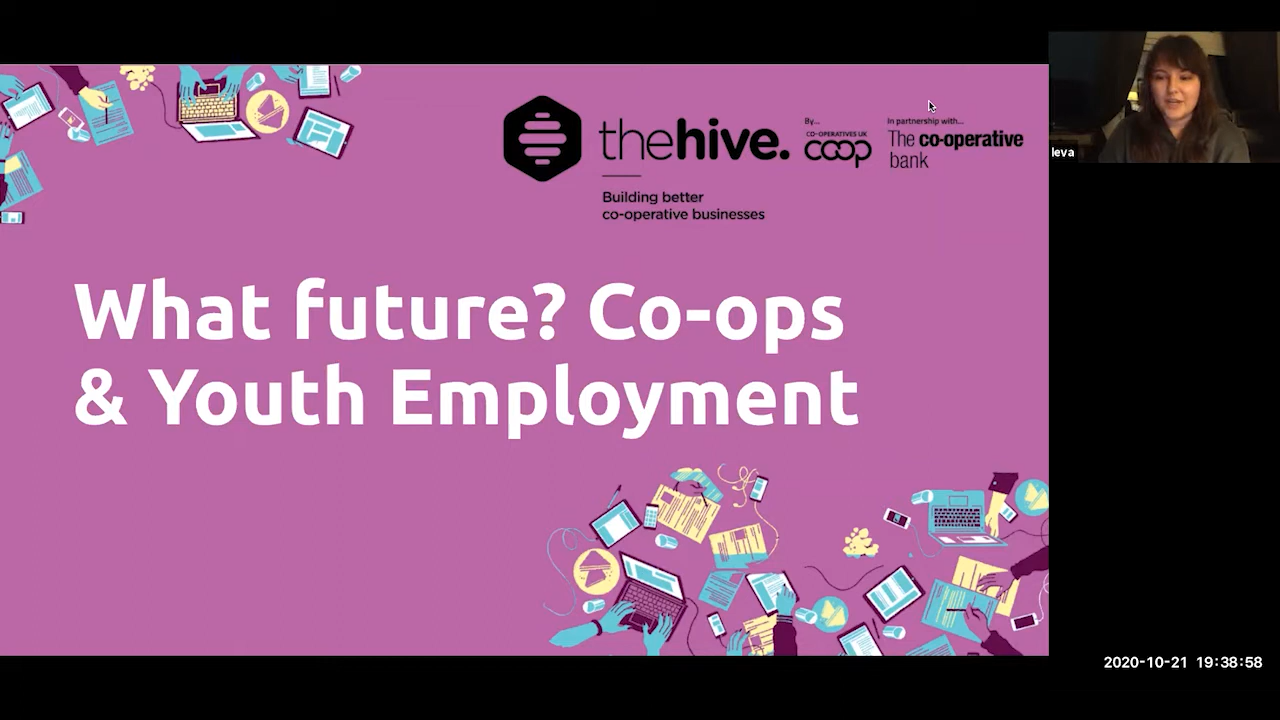 thehive.
Building better
co-operative businesses
By...
CO-OPERATIVES UK
coop
In partnership with...
The co-operative
bank
Ieva
What future? Co-ops
& Youth Employment
2020-10-21 19:38:58